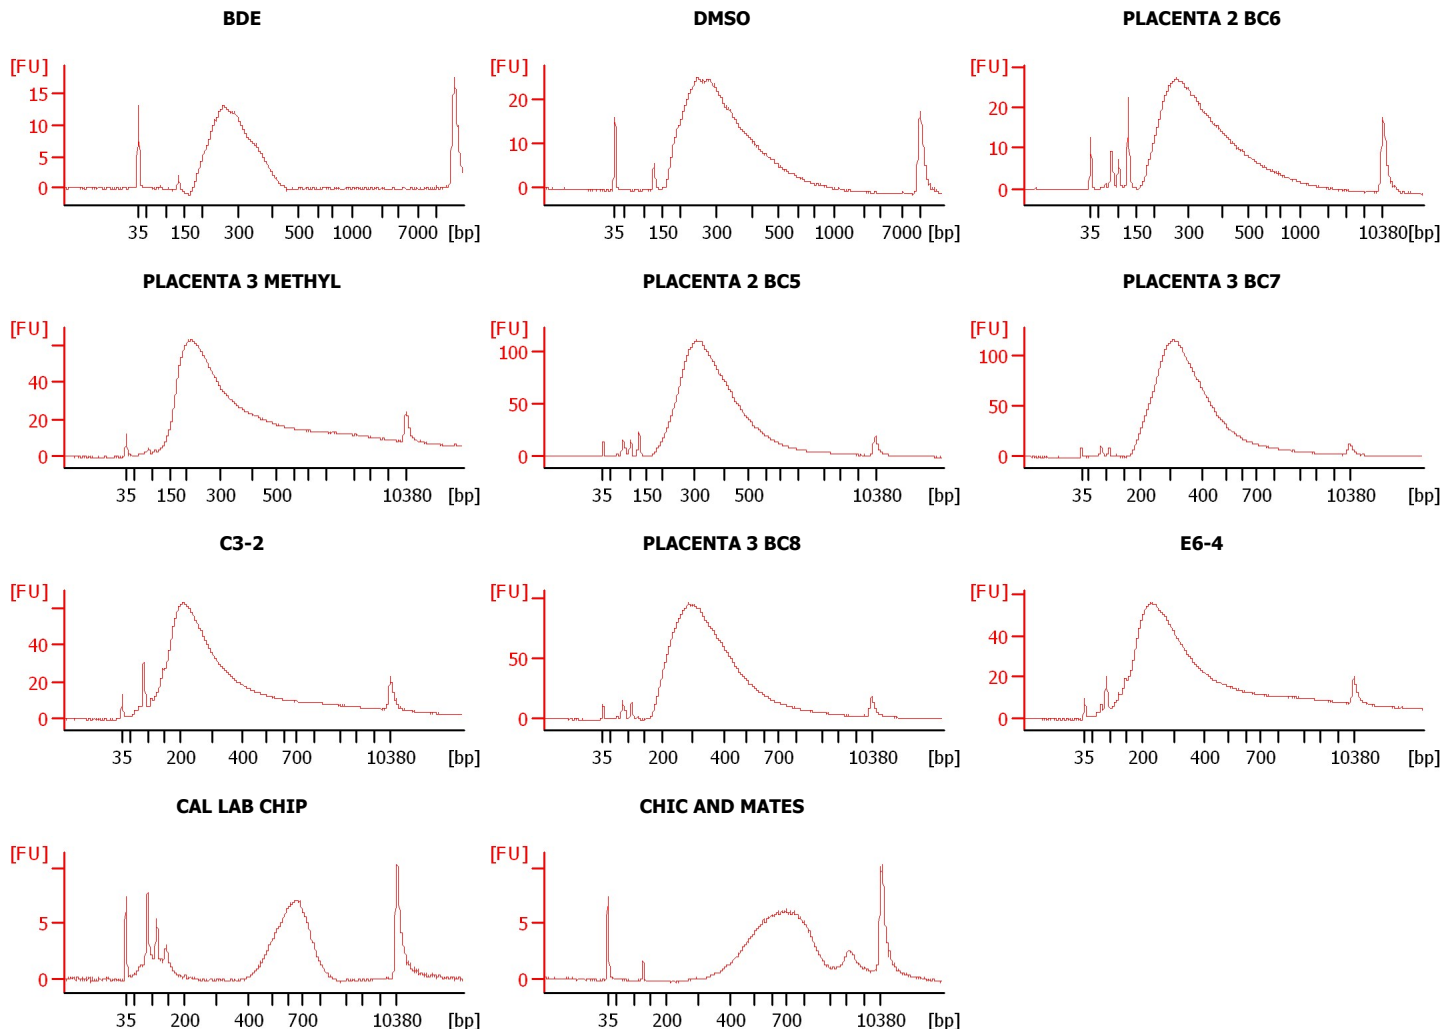 BDE
[FU]
15
10
5
0
35 150 300 500 1000 7000 [bp]
DMSO
[FU]
20
10
0
35 150 300 500 1000 7000 [bp]
PLACENTA 2 BC6
[FU]
20
10
0
35 150 300 500 1000 10380[bp]
PLACENTA 3 METHYL
[FU]
40
20
0
35 150 300 500 10380 [bp]
PLACENTA 2 BC5
[FU]
100
50
0
35 150 300 500 10380 [bp]
PLACENTA 3 BC7
[FU]
100
50
0
35 200 400 700 10380 [bp]
C3-2
[FU]
40
20
0
35 200 400 700 10380 [bp]
PLACENTA 3 BC8
[FU]
50
0
35 200 400 700 10380 [bp]
E6-4
[FU]
40
20
0
35 200 400 700 10380 [bp]
CAL LAB CHIP
[FU]
5
0
35 200 400 700 10380 [bp]
CHIC AND MATES
[FU]
5
0
35 200 400 700 10380 [bp]